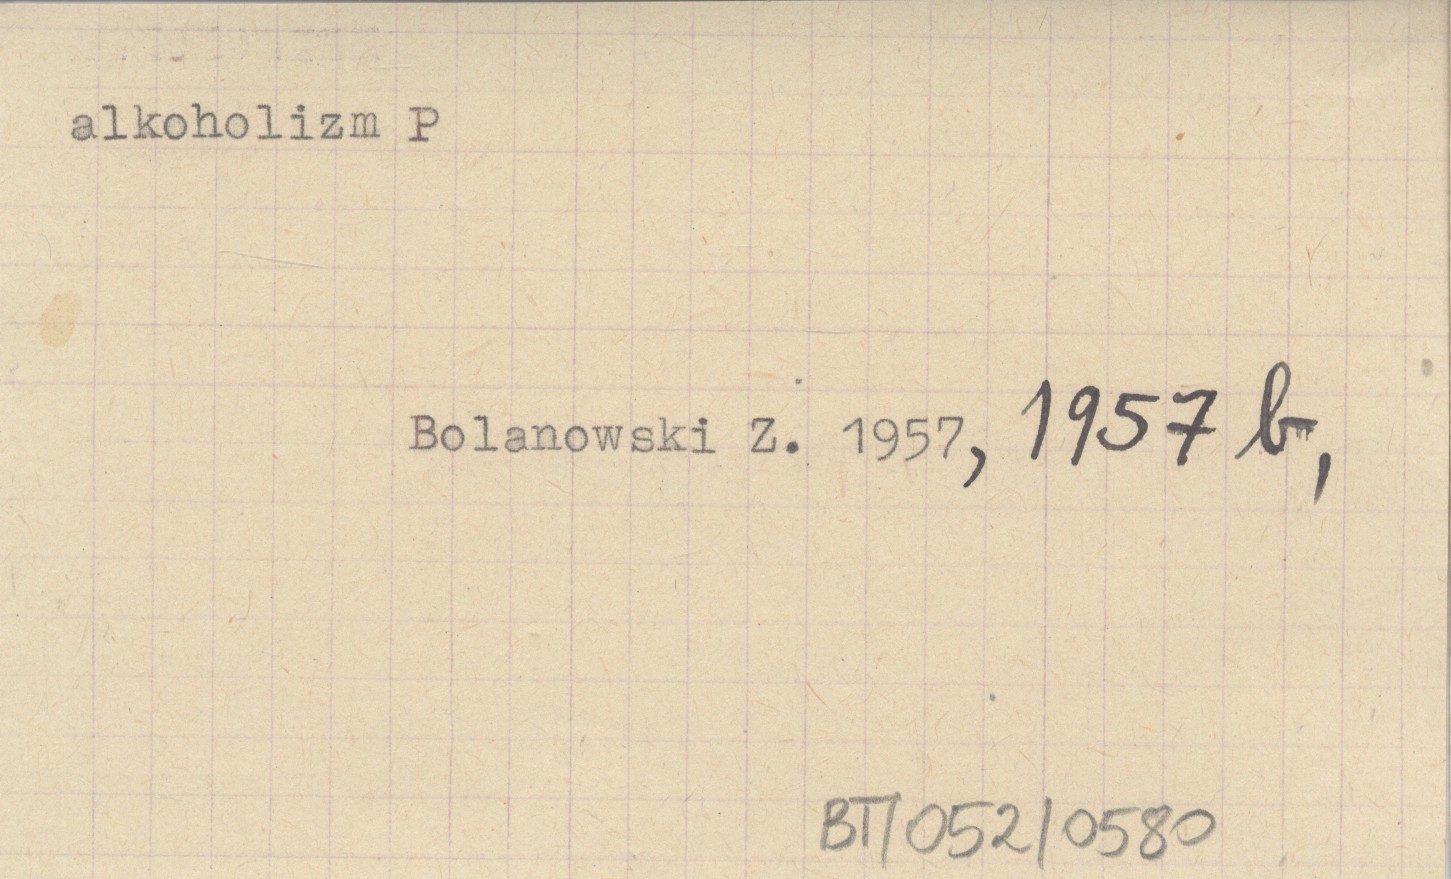 alkoholizm P
Bolanowski Z. 1957, 1957 b,
BT/052/0580